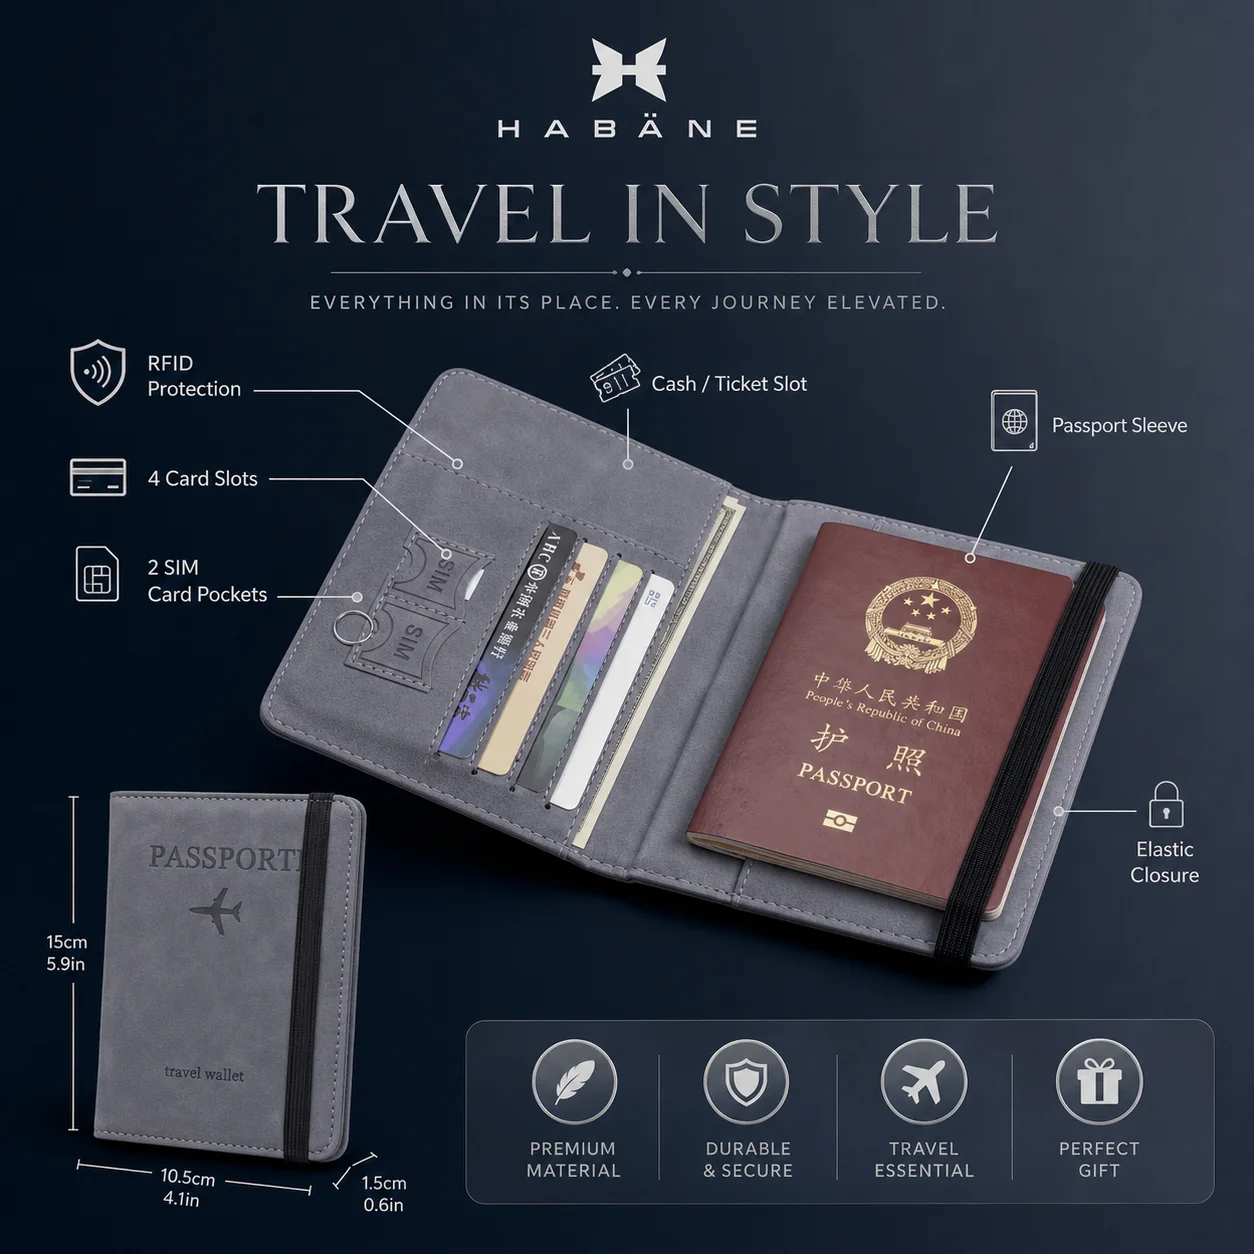 HABÄNE
TRAVEL IN STYLE
EVERYTHING IN ITS PLACE. EVERY JOURNEY ELEVATED.
RFID
Protection
Cash / Ticket Slot
Passport Sleeve
4 Card Slots
2 SIM
Card Pockets
SIM
SIM
中华人民共和国
People's Republic of China
护 照
PASSPORT
Elastic
Closure
PASSPORT
travel wallet
15cm
5.9in
10.5cm
4.1in
1.5cm
0.6in
PREMIUM
MATERIAL
DURABLE
& SECURE
TRAVEL
ESSENTIAL
PERFECT
GIFT